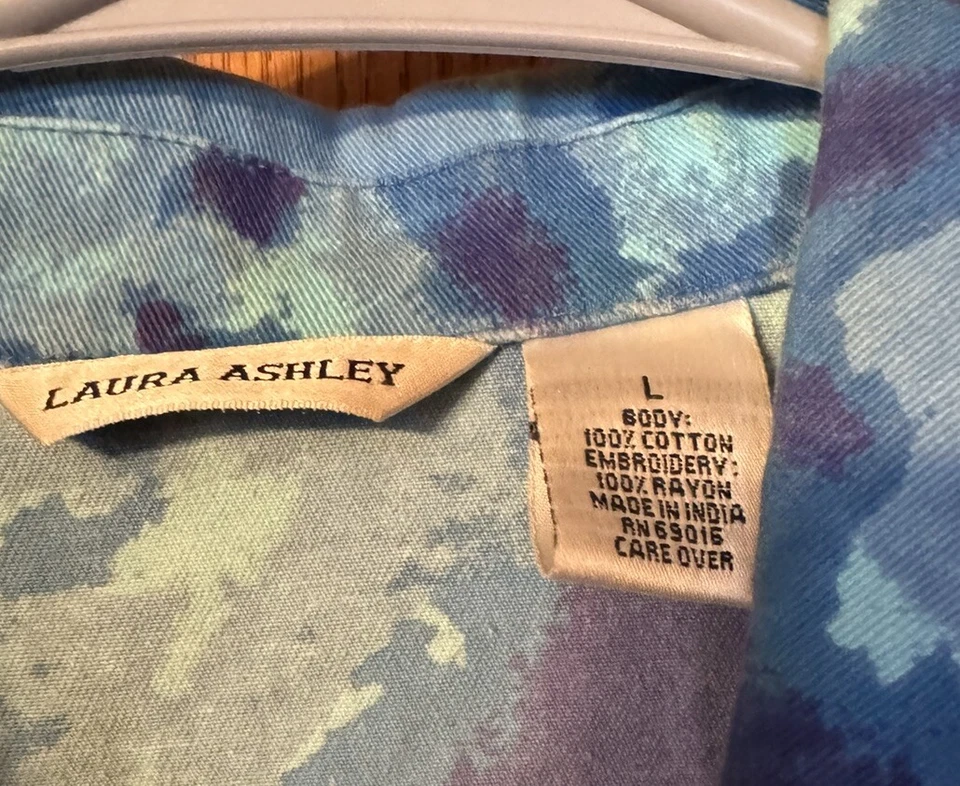 LAURA ASHLEY
L
BODY:
100% COTTON
EMBROIDERY:
100% RAYON
MADE IN INDIA
RN 69016
CARE OVER